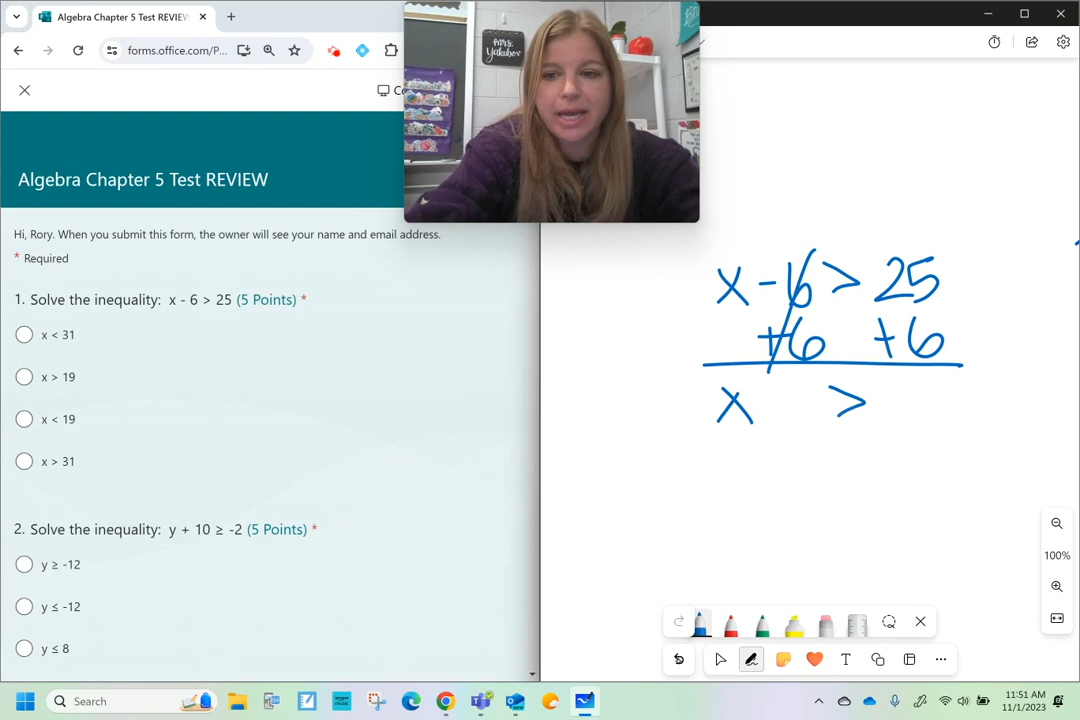 Algebra Chapter 5 Test REVIEW
forms.office.com/P...
Mrs.
Yakubov
Algebra Chapter 5 Test REVIEW
Hi, Rory. When you submit this form, the owner will see your name and email address.
* Required
1. Solve the inequality: x - 6 > 25 (5 Points) *
x < 31
x > 19
x < 19
x > 31
2. Solve the inequality: y + 10 ≥ -2 (5 Points) *
y ≥ -12
y ≤ -12
y ≤ 8
x - 6 > 25
+6 +6
x >
100%
T
Search
11:51 AM
11/1/2023